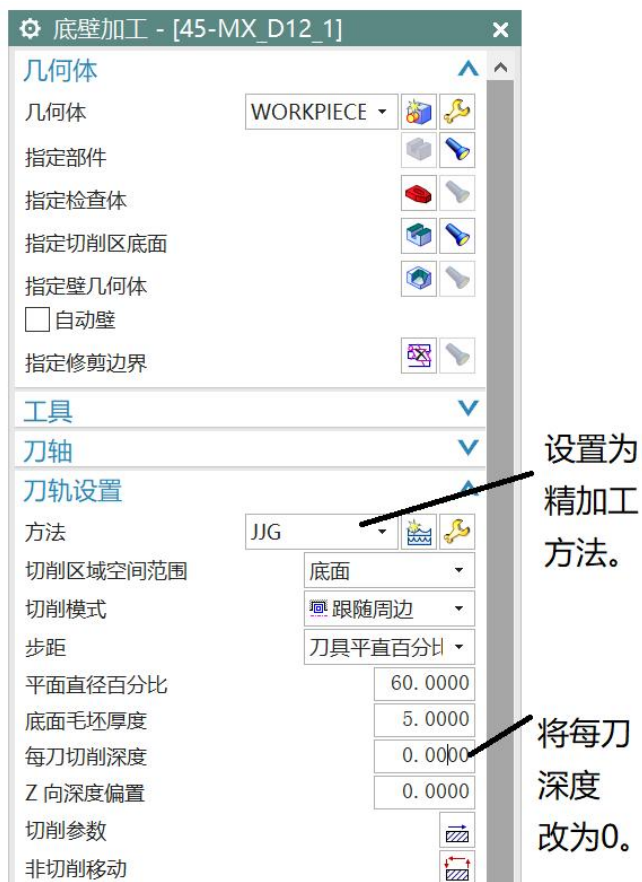 底壁加工 - [45-MX_D12_1]
几何体
几何体 WORKPIECE
指定部件
指定检查体
指定切削区底面
指定壁几何体
自动壁
指定修剪边界
工具
刀轴
刀轨设置
方法 JJG
切削区域空间范围 底面
切削模式 跟随周边
步距 刀具平直百分比
平面直径百分比 60.0000
底面毛坯厚度 5.0000
每刀切削深度 0.0000
Z 向深度偏置 0.0000
切削参数
非切削移动
设置为
精加工
方法。
将每刀
深度
改为0。